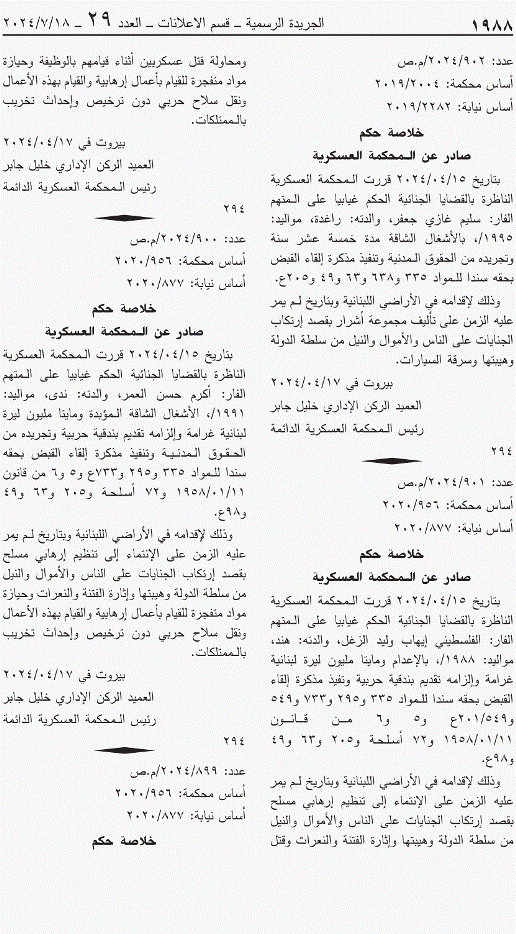 ١٩٨٨
الجريدة الرسمية ـ قسم الاعلانات ـ العدد ٢٩ ـ ٢٠٢٤/٧/١٨
عدد: ٢٠٢٤/٩٠٢/م.ص
أساس محكمة: ٢٠١٩/٢٠٠٤
أساس نيابة: ٢٠١٩/٢٢٨٢
خلاصة حكم
صادر عن المحكمة العسكرية
بتاريخ ٢٠٢٤/٠٤/١٥ قررت المحكمة العسكرية
الناظرة بالقضايا الجنائية الحكم غيابيا على المتهم
الفار: سليم غازي جعفر، والدته: راغدة، مواليد:
١٩٩٥/، بالأشغال الشاقة مدة خمسة عشر سنة
وتجريده من الحقوق المدنية وتنفيذ مذكرة إلقاء القبض
بحقه سندا للمواد ٣٣٥ و٦٣٨ و٦٣ و٤٩ و٢٠٥ع.
وذلك لإقدامه في الأراضي اللبنانية وبتاريخ لم يمر
عليه الزمن على تأليف مجموعة أشرار بقصد إرتكاب
الجنايات على الناس والأموال والنيل من سلطة الدولة
وهيبتها وسرقة السيارات.
بيروت في ٢٠٢٤/٠٤/١٧
العميد الركن الإداري خليل جابر
رئيس المحكمة العسكرية الدائمة
٢٩٤
عدد: ٢٠٢٤/٩٠١/م.ص
أساس محكمة: ٢٠٢٠/٩٥٦
أساس نيابة: ٢٠٢٠/٨٧٧
خلاصة حكم
صادر عن المحكمة العسكرية
بتاريخ ٢٠٢٤/٠٤/١٥ قررت المحكمة العسكرية
الناظرة بالقضايا الجنائية الحكم غيابيا على المتهم
الفار: الفلسطيني إيهاب وليد الزغل، والدته: هند،
مواليد: ١٩٨٨/، بالإعدام ومايتا مليون ليرة لبنانية
غرامة وإلزامه تقديم بندقية حربية وتنفيذ مذكرة إلقاء
القبض بحقه سندا للمواد ٣٣٥ و٢٩٥ و٧٣٣ و٥٤٩
و٢٠١/٥٤٩ع و٥ و٦ من قانون
١٩٥٨/٠١/١١ و٧٢ أسلحة و٢٠٥ و٦٣ و٤٩
و٩٨ع.
وذلك لإقدامه في الأراضي اللبنانية وبتاريخ لم يمر
عليه الزمن على الإنتماء إلى تنظيم إرهابي مسلح
بقصد إرتكاب الجنايات على الناس والأموال والنيل
من سلطة الدولة وهيبتها وإثارة الفتنة والنعرات وقتل
ومحاولة قتل عسكريين أثناء قيامهم بالوظيفة وحيازة
مواد متفجرة للقيام بأعمال إرهابية والقيام بهذه الأعمال
ونقل سلاح حربي دون ترخيص وإحداث تخريب
بالممتلكات.
بيروت في ٢٠٢٤/٠٤/١٧
العميد الركن الإداري خليل جابر
رئيس المحكمة العسكرية الدائمة
٢٩٤
عدد: ٢٠٢٤/٩٠٠/م.ص
أساس محكمة: ٢٠٢٠/٩٥٦
أساس نيابة: ٢٠٢٠/٨٧٧
خلاصة حكم
صادر عن المحكمة العسكرية
بتاريخ ٢٠٢٤/٠٤/١٥ قررت المحكمة العسكرية
الناظرة بالقضايا الجنائية الحكم غيابيا على المتهم
الفار: أكرم حسن العمر، والدته: ندى، مواليد:
١٩٩١/، الأشغال الشاقة المؤبدة ومايتا مليون ليرة
لبنانية غرامة وإلزامه تقديم بندقية حربية وتجريده من
الحقوق المدنية وتنفيذ مذكرة إلقاء القبض بحقه
سندا للمواد ٣٣٥ و٢٩٥ و٧٣٣ع و٥ و٦ من قانون
١٩٥٨/٠١/١١ و٧٢ أسلحة و٢٠٥ و٦٣ و٤٩
و٩٨ع.
وذلك لإقدامه في الأراضي اللبنانية وبتاريخ لم يمر
عليه الزمن على الإنتماء إلى تنظيم إرهابي مسلح
بقصد إرتكاب الجنايات على الناس والأموال والنيل
من سلطة الدولة وهيبتها وإثارة الفتنة والنعرات وحيازة
مواد متفجرة للقيام بأعمال إرهابية والقيام بهذه الأعمال
ونقل سلاح حربي دون ترخيص وإحداث تخريب
بالممتلكات.
بيروت في ٢٠٢٤/٠٤/١٧
العميد الركن الإداري خليل جابر
رئيس المحكمة العسكرية الدائمة
٢٩٤
عدد: ٢٠٢٤/٨٩٩/م.ص
أساس محكمة: ٢٠٢٠/٩٥٦
أساس نيابة: ٢٠٢٠/٨٧٧
خلاصة حكم